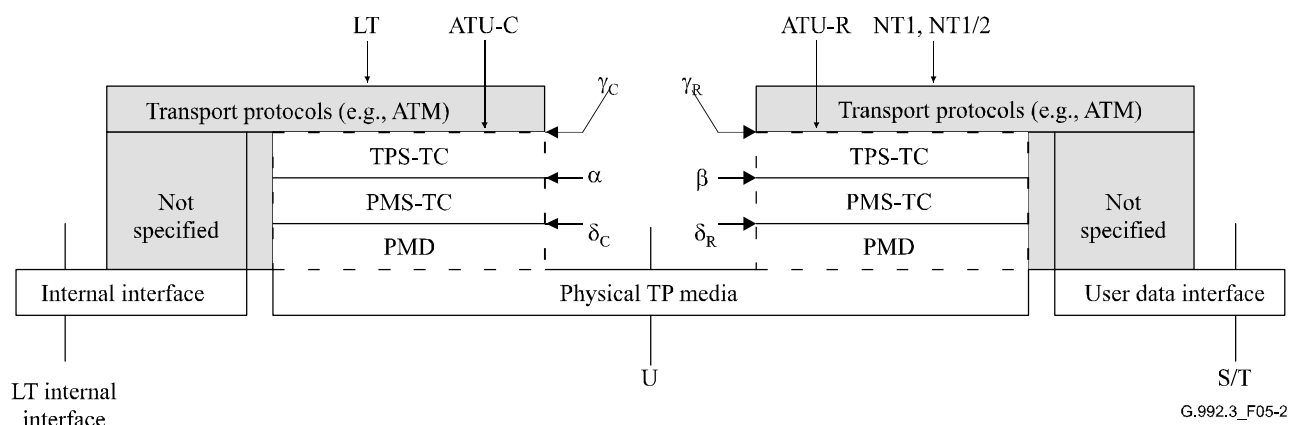 LT
ATU-C
ATU-R
NT1, NT1/2
γC
γR
Transport protocols (e.g., ATM)
Transport protocols (e.g., ATM)
TPS-TC
TPS-TC
α
β
Not
specified
PMS-TC
PMS-TC
Not
specified
δC
δR
PMD
PMD
Internal interface
Physical TP media
User data interface
LT internal
interface
U
S/T
G.992.3_F05-2